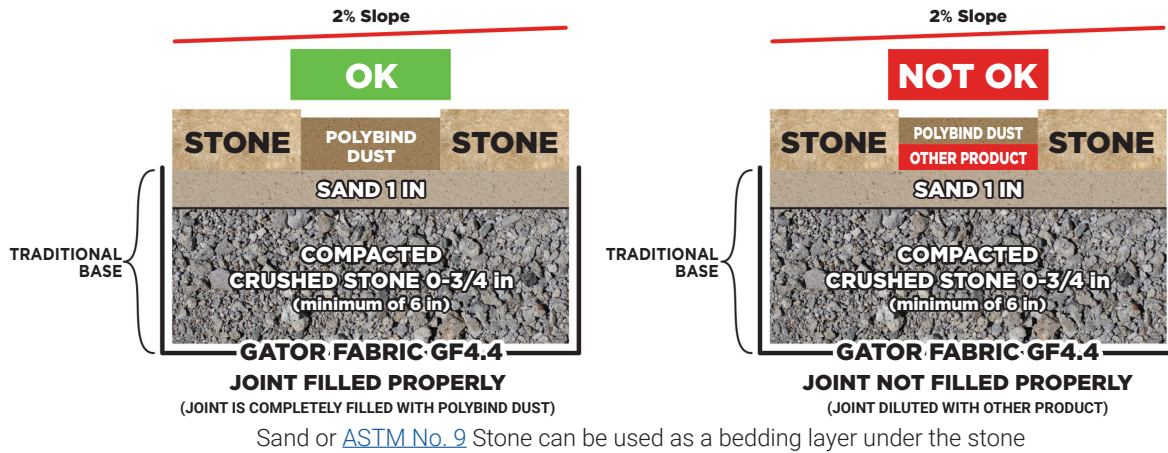 2% Slope
OK
STONE
POLYBIND
DUST
STONE
SAND 1 IN
TRADITIONAL
BASE
COMPACTED
CRUSHED STONE 0-3/4 in
(minimum of 6 in)
GATOR FABRIC GF4.4
JOINT FILLED PROPERLY
(JOINT IS COMPLETELY FILLED WITH POLYBIND DUST)
2% Slope
NOT OK
STONE
POLYBIND DUST
OTHER PRODUCT
STONE
SAND 1 IN
TRADITIONAL
BASE
COMPACTED
CRUSHED STONE 0-3/4 in
(minimum of 6 in)
GATOR FABRIC GF4.4
JOINT NOT FILLED PROPERLY
(JOINT DILUTED WITH OTHER PRODUCT)
Sand or ASTM No. 9 Stone can be used as a bedding layer under the stone